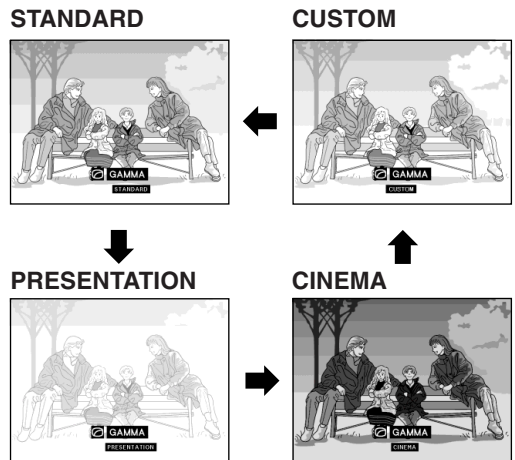 STANDARD
CUSTOM
GAMMA
STANDARD
GAMMA
CUSTOM
PRESENTATION
CINEMA
GAMMA
PRESENTATION
GAMMA
CINEMA